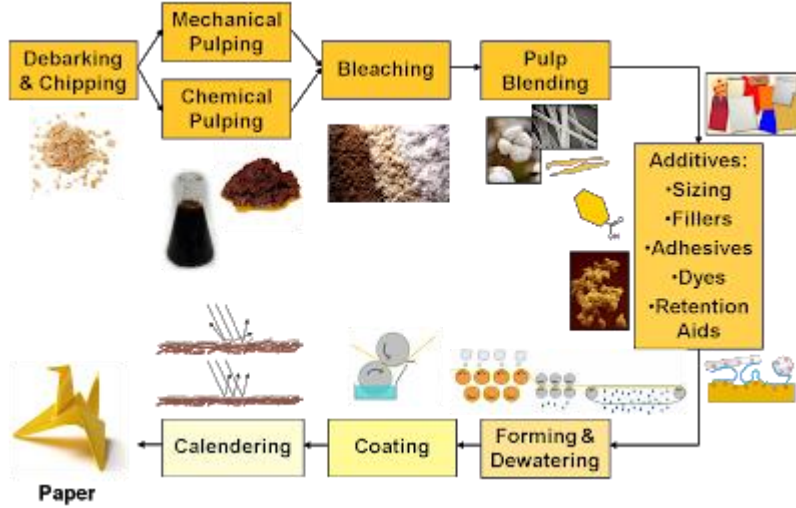 Debarking
& Chipping
Mechanical
Pulping
Chemical
Pulping
Bleaching
Pulp
Blending
Additives:
•Sizing
•Fillers
•Adhesives
•Dyes
•Retention
Aids
Forming &
Dewatering
Coating
Calendering
Paper